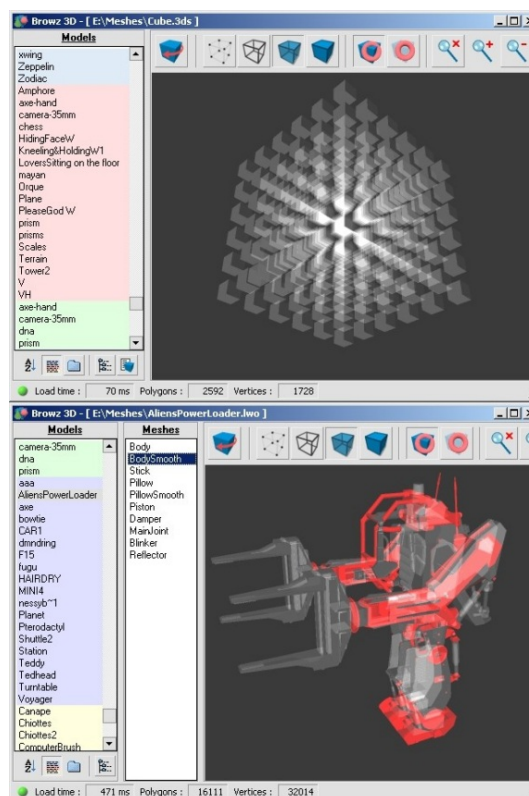 Browz 3D - [ E:\Meshes\Cube.3ds ]
Models
xwing
Zeppelin
Zodiac
Amphore
axe-hand
camera-35mm
chess
HidingFaceW
Kneeling&HoldingW1
LoversSitting on the floor
mayan
Orque
Plane
PleaseGod W
prism
prisms
Scales
Terrain
Tower2
V
VH
axe-hand
camera-35mm
dna
prism
Load time : 70 ms Polygons : 2592 Vertices : 1728
Browz 3D - [ E:\Meshes\AliensPowerLoader.lwo ]
Models
camera-35mm
dna
prism
aaa
AliensPowerLoader
axe
bowtie
CAR1
dmndring
F15
fugu
HAIRDRY
MINI4
nessyb~1
Planet
Pterodactyl
Shuttle2
Station
Teddy
Tedhead
Turntable
Voyager
Canape
Chiottes
Chiottes2
ComputerBrush
Meshes
Body
BodySmooth
Stick
Pillow
PillowSmooth
Piston
Damper
MainJoint
Blinker
Reflector
Load time : 471 ms Polygons : 16111 Vertices : 32014